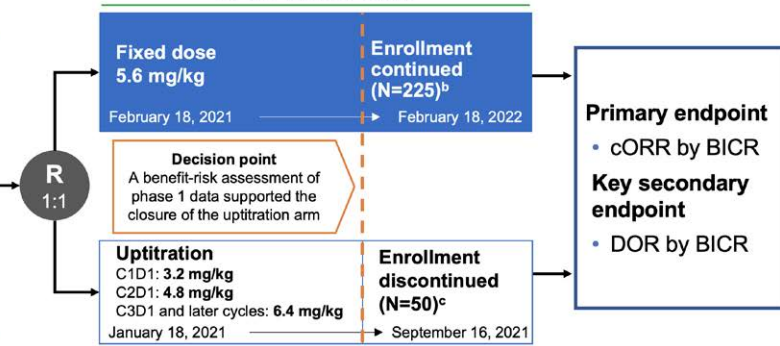 R
1:1
Fixed dose
5.6 mg/kg
February 18, 2021
Enrollment
continued
(N=225)ᵇ
February 18, 2022
Decision point
A benefit-risk assessment of
phase 1 data supported the
closure of the uptitration arm
Uptitration
C1D1: 3.2 mg/kg
C2D1: 4.8 mg/kg
C3D1 and later cycles: 6.4 mg/kg
January 18, 2021
Enrollment
discontinued
(N=50)ᶜ
September 16, 2021
Primary endpoint
• cORR by BICR
Key secondary
endpoint
• DOR by BICR